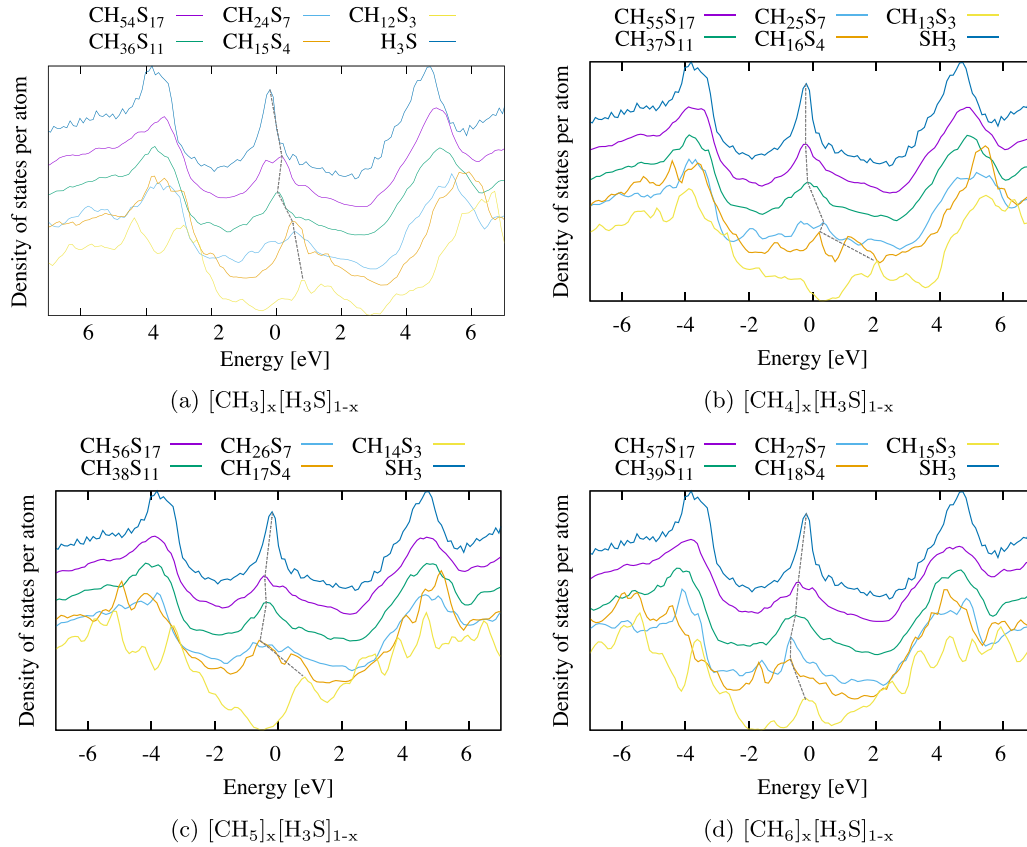 CH₅₄S₁₇ CH₂₄S₇ CH₁₂S₃
CH₃₆S₁₁ CH₁₅S₄ H₃S
Density of states per atom
6 4 2 0 2 4 6
Energy [eV]
(a) [CH₃]ₓ[H₃S]₁₋ₓ
CH₅₅S₁₇ CH₂₅S₇ CH₁₃S₃
CH₃₇S₁₁ CH₁₆S₄ SH₃
Density of states per atom
-6 -4 -2 0 2 4 6
Energy [eV]
(b) [CH₄]ₓ[H₃S]₁₋ₓ
CH₅₆S₁₇ CH₂₆S₇ CH₁₄S₃
CH₃₈S₁₁ CH₁₇S₄ SH₃
Density of states per atom
-6 -4 -2 0 2 4 6
Energy [eV]
(c) [CH₅]ₓ[H₃S]₁₋ₓ
CH₅₇S₁₇ CH₂₇S₇ CH₁₅S₃
CH₃₉S₁₁ CH₁₈S₄ SH₃
Density of states per atom
-6 -4 -2 0 2 4 6
Energy [eV]
(d) [CH₆]ₓ[H₃S]₁₋ₓ